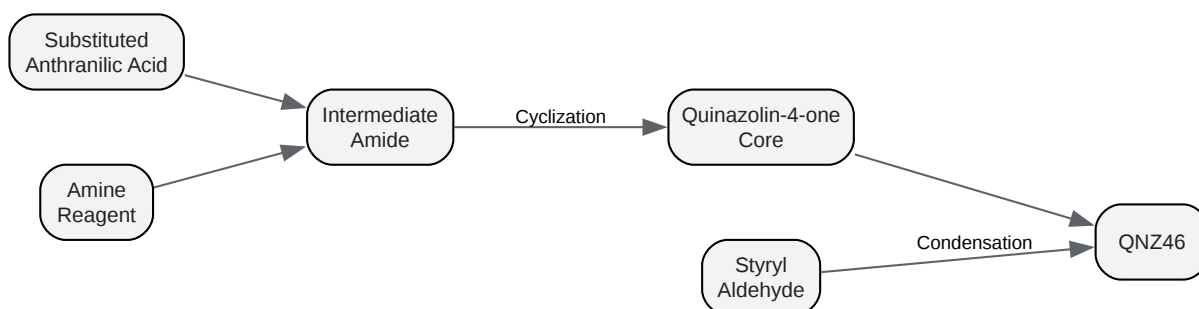 Substituted
Anthranilic Acid
Amine
Reagent
Intermediate
Amide
Cyclization
Quinazolin-4-one
Core
Styryl
Aldehyde
Condensation
QNZ46